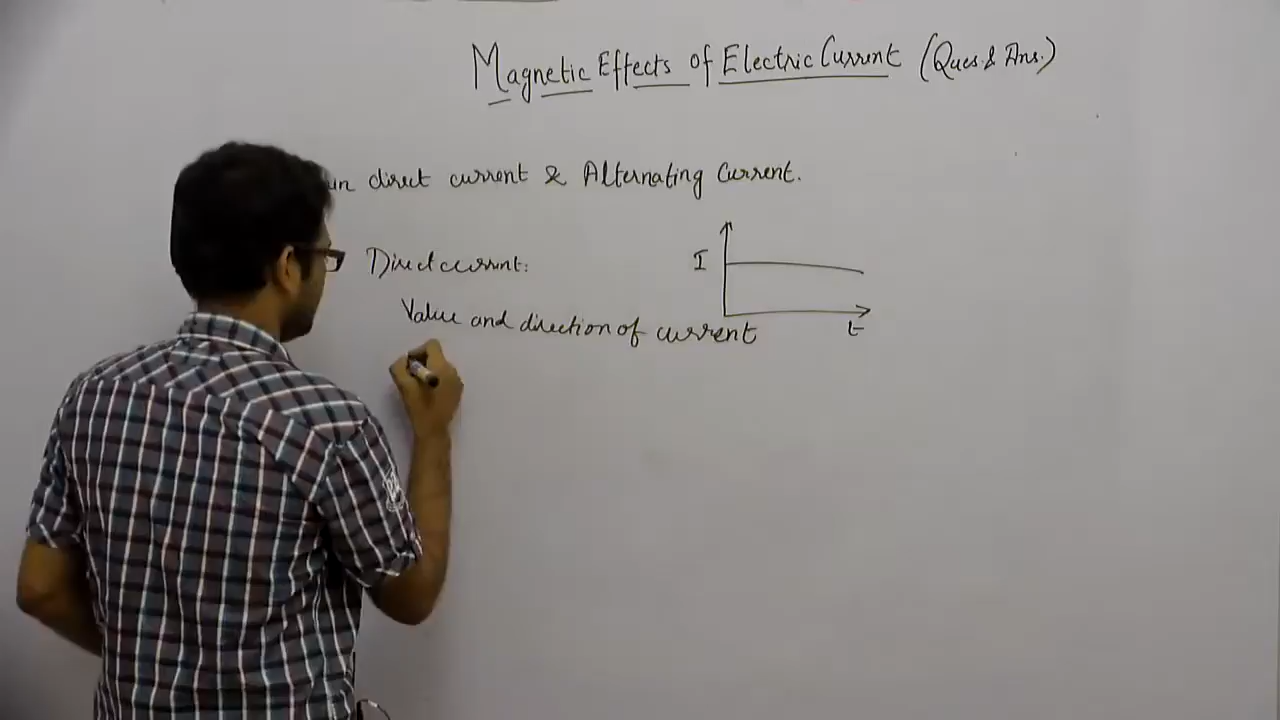 Magnetic Effects of Electric Current (Ques. & Ans.)
direct current & Alternating Current.
Direct current:
I
Value and direction of current
t